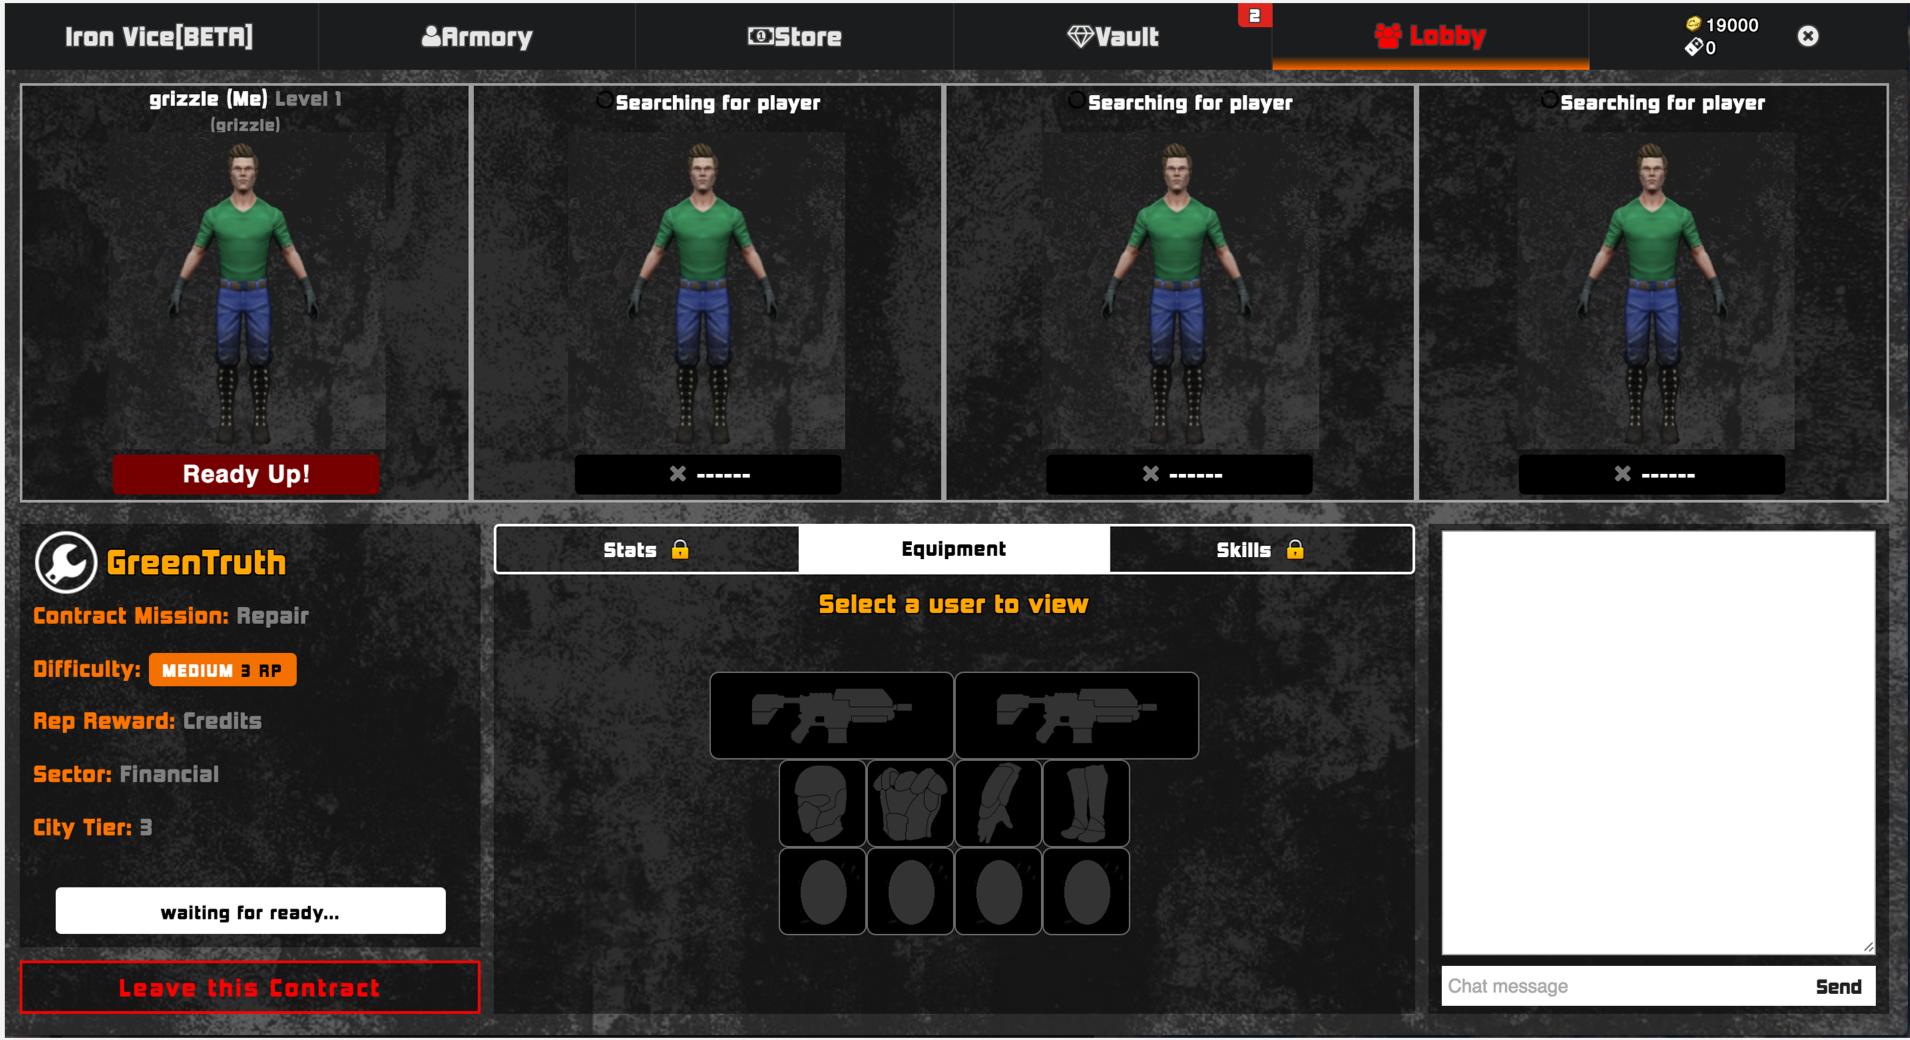 Iron Vice[BETA]
Armory
Store
2
Vault
Lobby
19000
0
grizzle (Me) Level 1
(grizzle)
Searching for player
Searching for player
Searching for player
Ready Up!
------
------
------
GreenTruth
Contract Mission: Repair
Difficulty: MEDIUM 3 RP
Rep Reward: Credits
Sector: Financial
City Tier: 3
waiting for ready...
Leave this Contract
Stats
Equipment
Skills
Select a user to view
Chat message
Send